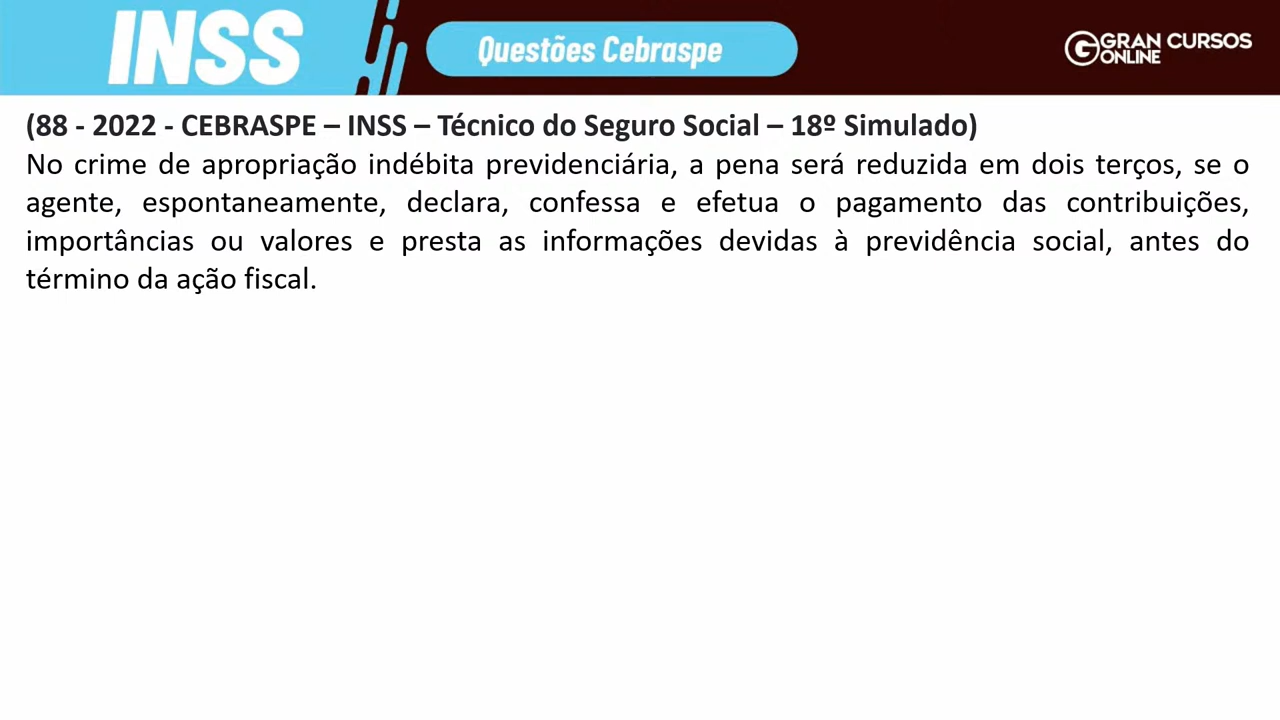 INSS
Questões Cebraspe
GRAN CURSOS
ONLINE
(88 - 2022 - CEBRASPE – INSS – Técnico do Seguro Social – 18º Simulado)
No crime de apropriação indébita previdenciária, a pena será reduzida em dois terços, se o
agente, espontaneamente, declara, confessa e efetua o pagamento das contribuições,
importâncias ou valores e presta as informações devidas à previdência social, antes do
término da ação fiscal.